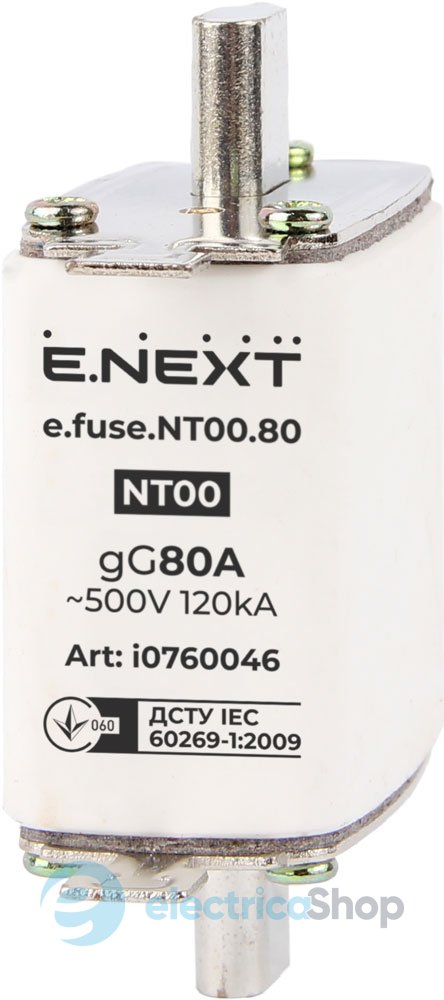 E.NEXT
e.fuse.NT00.80
NT00
gG80A
~500V 120kA
Art: i0760046
060 ДСТУ IEC
60269-1:2009
electricaShop